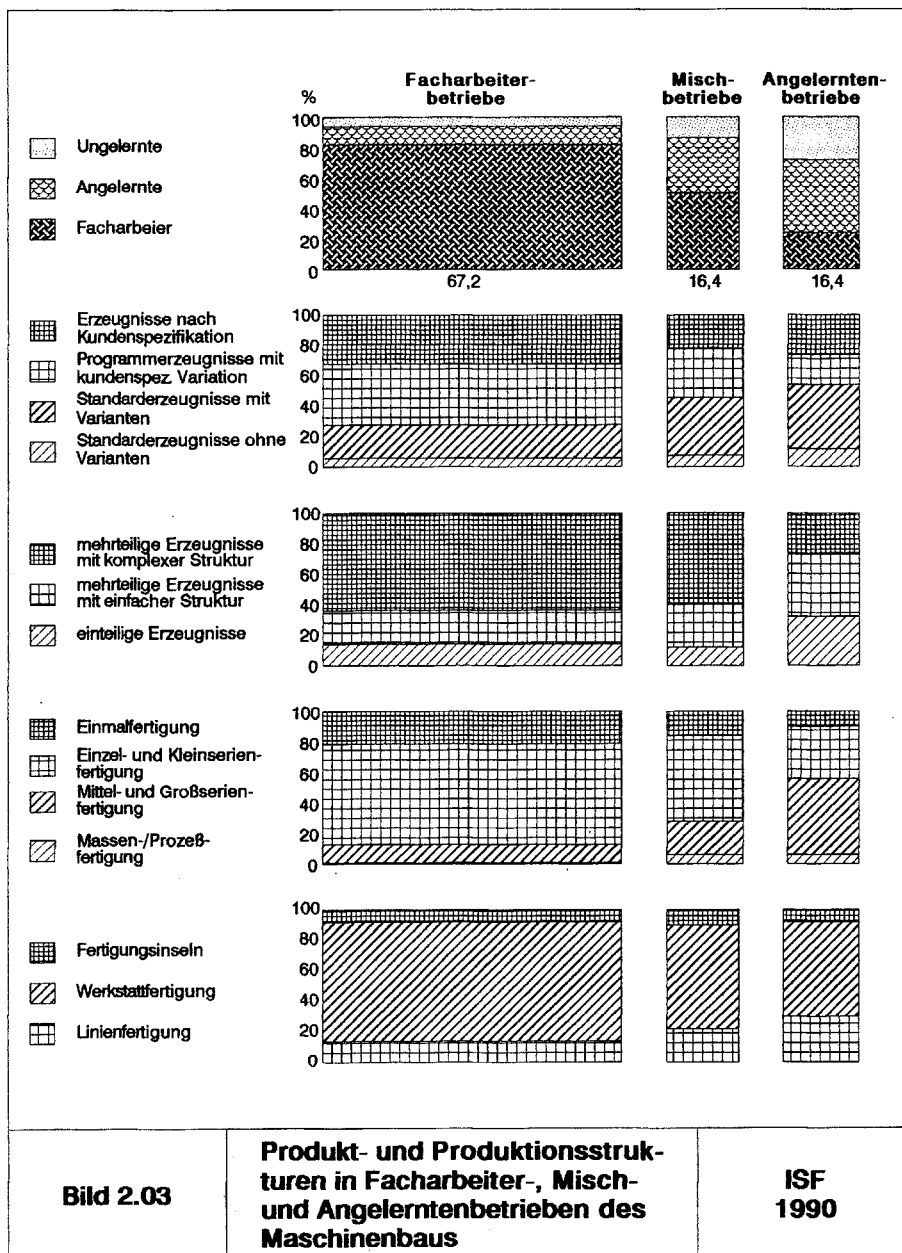 Facharbeiter-
betriebe
Misch-
betriebe
Angelernten-
betriebe
%
100
80
60
40
20
0
Ungelernte
Angelernte
Facharbeier
67,2
16,4
16,4
100
80
60
40
20
0
Erzeugnisse nach
Kundenspezifikation
Programmerzeugnisse mit
kundenspez. Variation
Standarderzeugnisse mit
Varianten
Standarderzeugnisse ohne
Varianten
100
80
60
40
20
0
mehrteilige Erzeugnisse
mit komplexer Struktur
mehrteilige Erzeugnisse
mit einfacher Struktur
einteilige Erzeugnisse
100
80
60
40
20
0
Einmalfertigung
Einzel- und Kleinserien-
fertigung
Mittel- und Großserien-
fertigung
Massen-/Prozeß-
fertigung
100
80
60
40
20
0
Fertigungsinseln
Werkstattfertigung
Linienfertigung
Bild 2.03
Produkt- und Produktionsstruk-
turen in Facharbeiter-, Misch-
und Angelerntenbetrieben des
Maschinenbaus
ISF
1990